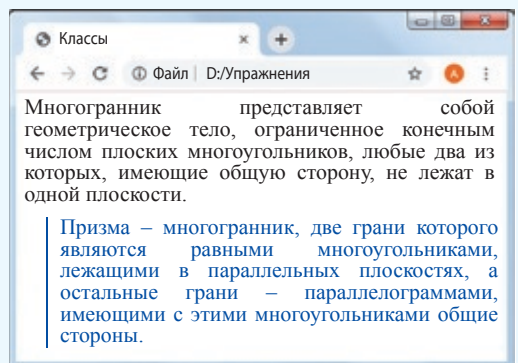 Классы
Файл D:/Упражнения
А
Многогранник представляет собой
геометрическое тело, ограниченное конечным
числом плоских многоугольников, любые два из
которых, имеющие общую сторону, не лежат в
одной плоскости.
Призма – многогранник, две грани которого
являются равными многоугольниками,
лежащими в параллельных плоскостях, а
остальные грани – параллелограммами,
имеющими с этими многоугольниками общие
стороны.